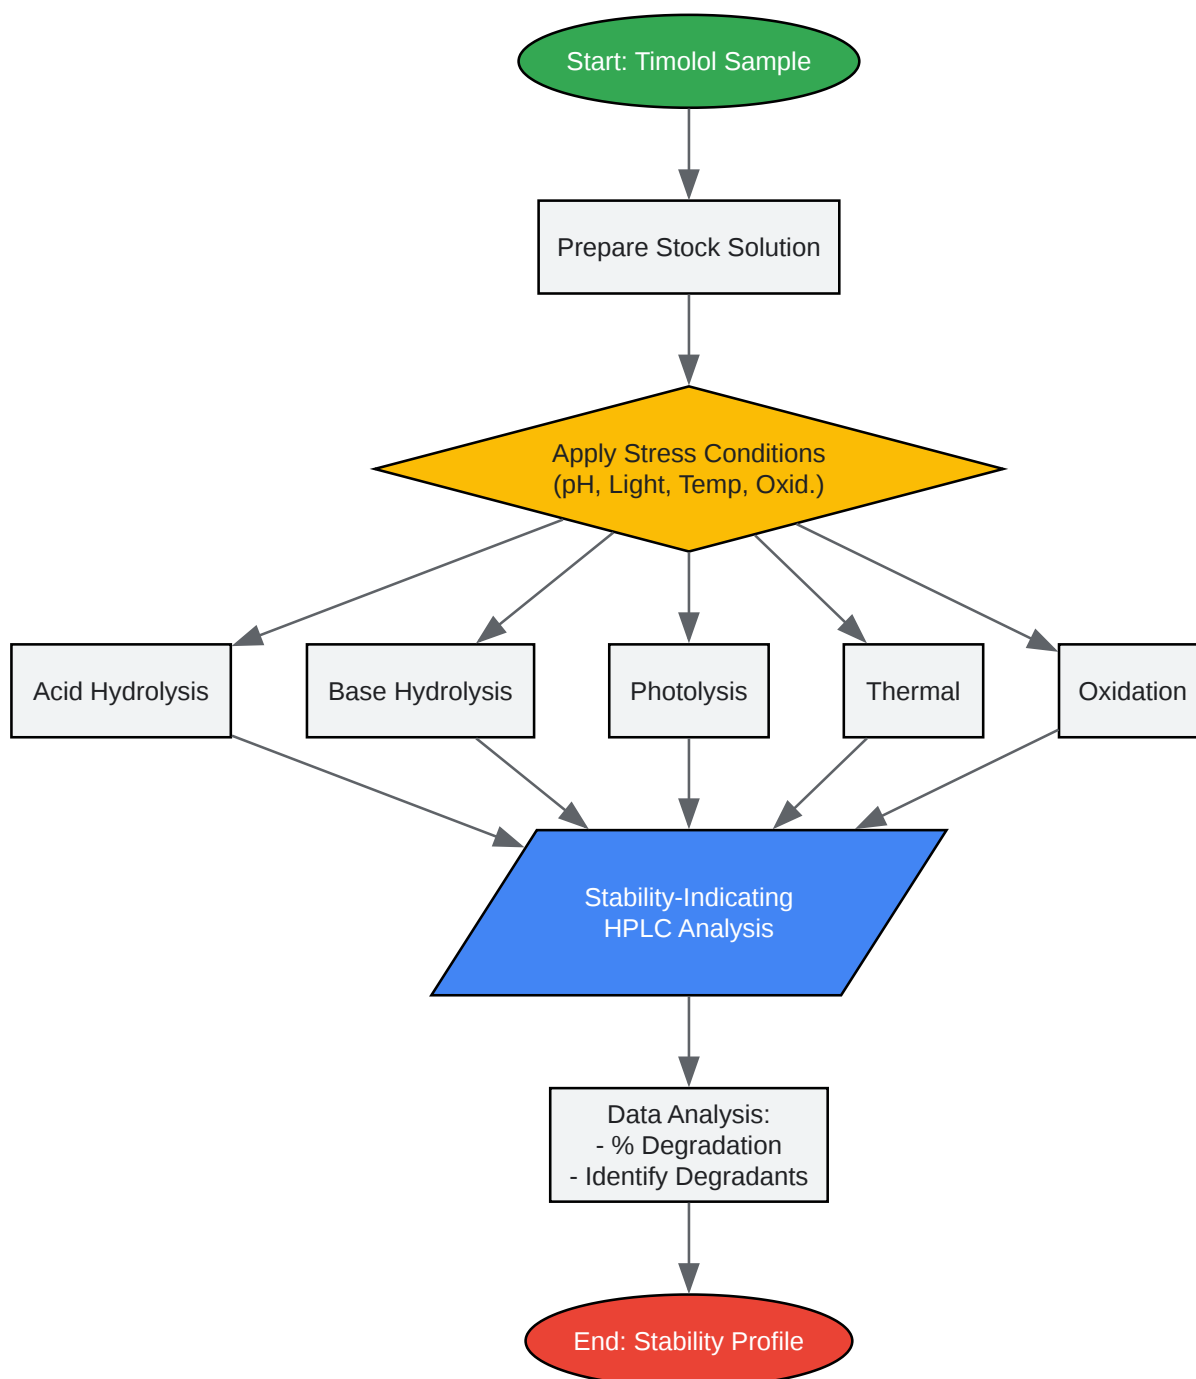 Start: Timolol Sample
Prepare Stock Solution
Apply Stress Conditions
(pH, Light, Temp, Oxid.)
Acid Hydrolysis
Base Hydrolysis
Photolysis
Thermal
Oxidation
Stability-Indicating
HPLC Analysis
Data Analysis:
- % Degradation
- Identify Degradants
End: Stability Profile